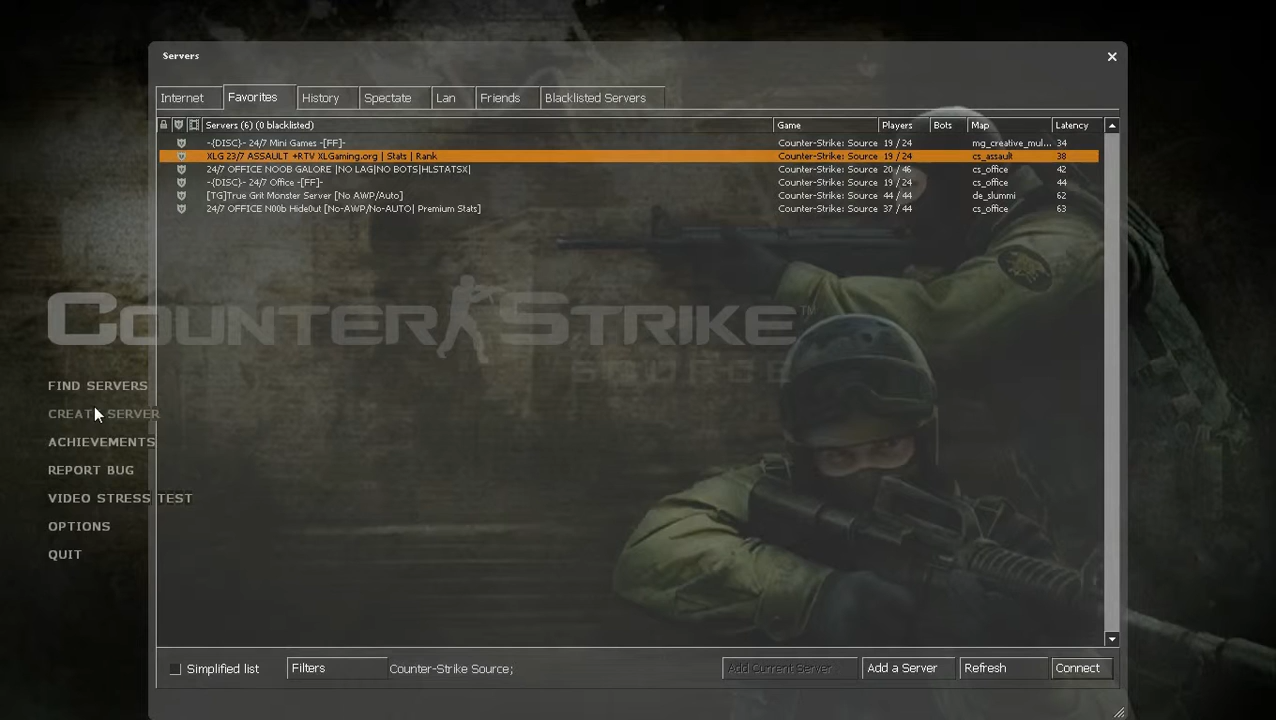 Servers
Internet Favorites History Spectate Lan Friends Blacklisted Servers
Servers (6) (0 blacklisted) Game Players Bots Map Latency
-{DISC}- 24/7 Mini Games -[FF]- Counter-Strike: Source 19 / 24 mg_creative_mul... 34
XLG 23/7 ASSAULT +RTV XLGaming.org | Stats | Rank Counter-Strike: Source 19 / 24 cs_assault 38
24/7 OFFICE NOOB GALORE |NO LAG|NO BOTS|HLSTATSX| Counter-Strike: Source 20 / 46 cs_office 42
-{DISC}- 24/7 Office -[FF]- Counter-Strike: Source 19 / 24 cs_office 44
[TG]True Grit Monster Server [No AWP/Auto] Counter-Strike: Source 44 / 44 de_slummi 62
24/7 OFFICE N00b Hide0ut [No-AWP/No-AUTO| Premium Stats] Counter-Strike: Source 37 / 44 cs_office 63
COUNTER STRIKE™
SOURCE
FIND SERVERS
CREATE SERVER
ACHIEVEMENTS
REPORT BUG
VIDEO STRESS TEST
OPTIONS
QUIT
Simplified list Filters Counter-Strike Source; Add Current Server Add a Server Refresh Connect